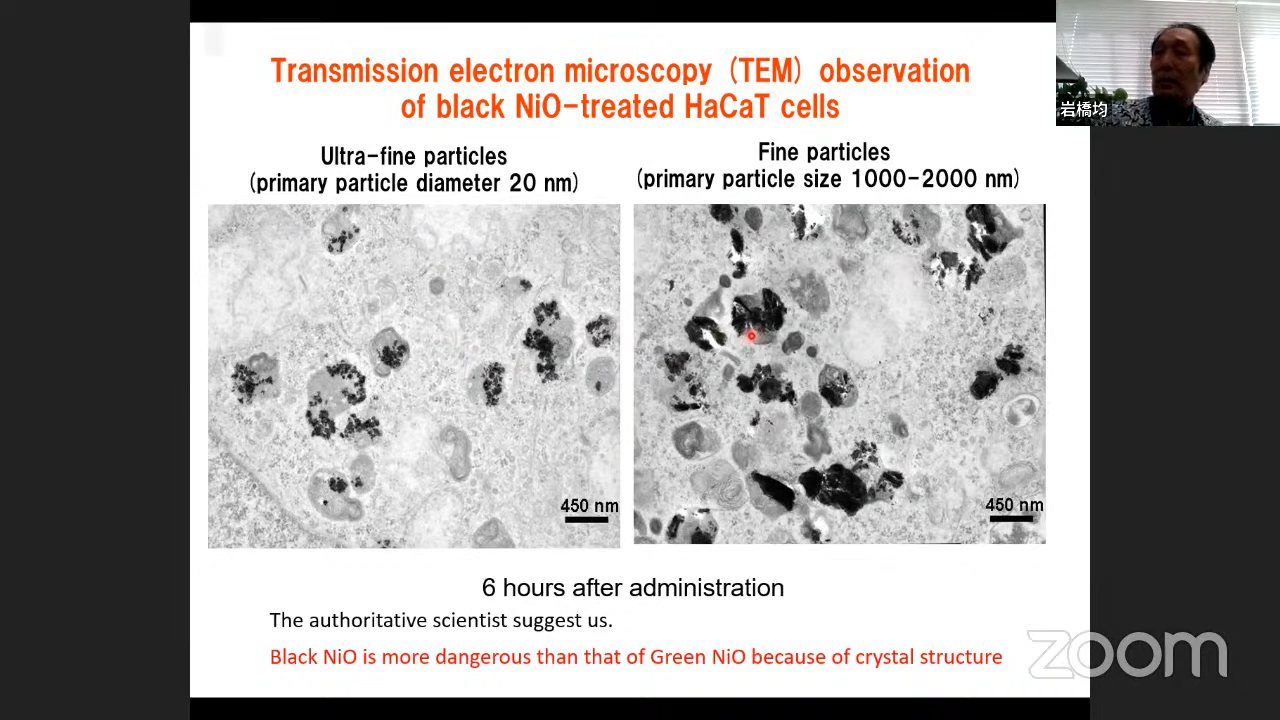 Transmission electron microscopy (TEM) observation
of black NiO-treated HaCaT cells
岩橋均
Ultra-fine particles
(primary particle diameter 20 nm)
Fine particles
(primary particle size 1000-2000 nm)
450 nm
450 nm
6 hours after administration
The authoritative scientist suggest us.
Black NiO is more dangerous than that of Green NiO because of crystal structure
zoom